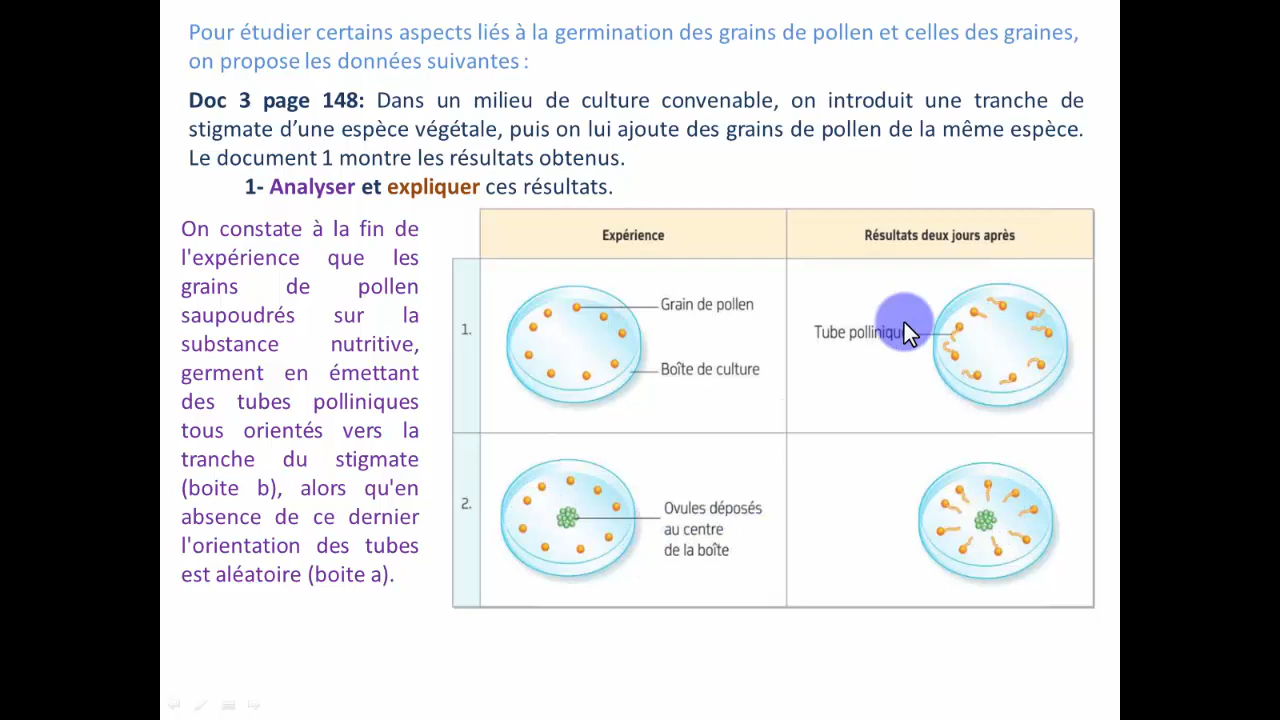 Pour étudier certains aspects liés à la germination des grains de pollen et celles des graines,
on propose les données suivantes :
Doc 3 page 148: Dans un milieu de culture convenable, on introduit une tranche de
stigmate d’une espèce végétale, puis on lui ajoute des grains de pollen de la même espèce.
Le document 1 montre les résultats obtenus.
1- Analyser et expliquer ces résultats.
On constate à la fin de
l'expérience que les
grains de pollen
saupoudrés sur la
substance nutritive,
germent en émettant
des tubes polliniques
tous orientés vers la
tranche du stigmate
(boite b), alors qu'en
absence de ce dernier
l'orientation des tubes
est aléatoire (boite a).
Expérience
Résultats deux jours après
1.
Grain de pollen
Boîte de culture
Tube pollinique
2.
Ovules déposés
au centre
de la boîte